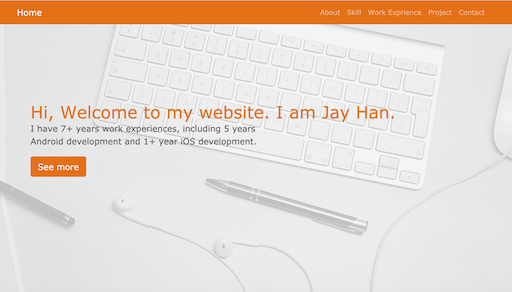 Home About Skill Work Exprience Project Contact
Hi, Welcome to my website. I am Jay Han.
I have 7+ years work experiences, including 5 years
Android development and 1+ year iOS development.
See more